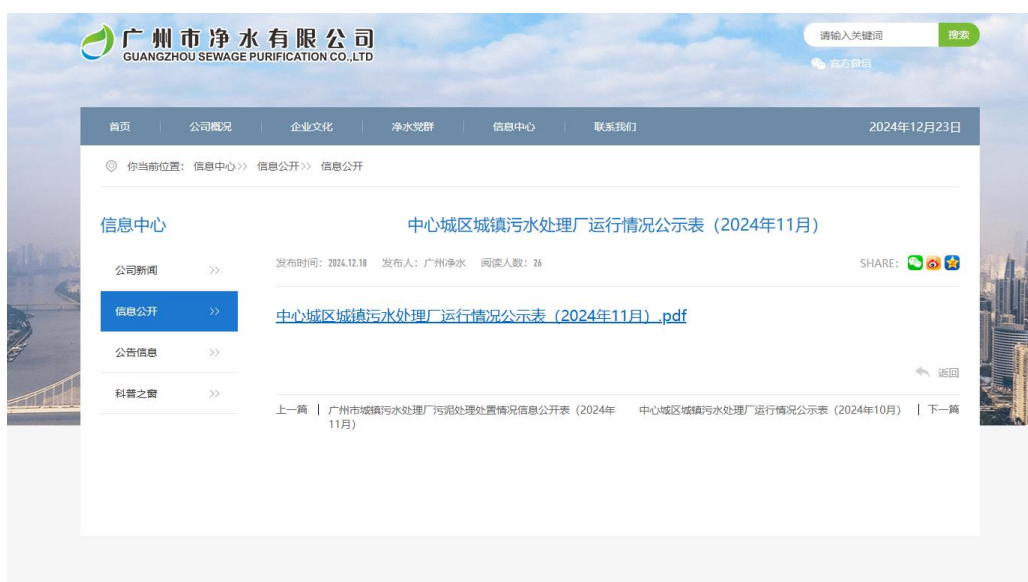 广州市净水有限公司
GUANGZHOU SEWAGE PURIFICATION CO.,LTD
请输入关键词 搜索
官方微信
首页 公司概况 企业文化 净水党群 信息中心 联系我们 2024年12月23日
你当前位置： 信息中心>> 信息公开>> 信息公开
信息中心
公司新闻 >>
信息公开 >>
公告信息 >>
科普之窗 >>
中心城区城镇污水处理厂运行情况公示表（2024年11月）
发布时间：2024.12.18 发布人：广州净水 阅读人数：26 SHARE:
中心城区城镇污水处理厂运行情况公示表（2024年11月）.pdf
返回
上一篇 | 广州市城镇污水处理厂污泥处理处置情况信息公开表（2024年
11月）
中心城区城镇污水处理厂运行情况公示表（2024年10月） | 下一篇